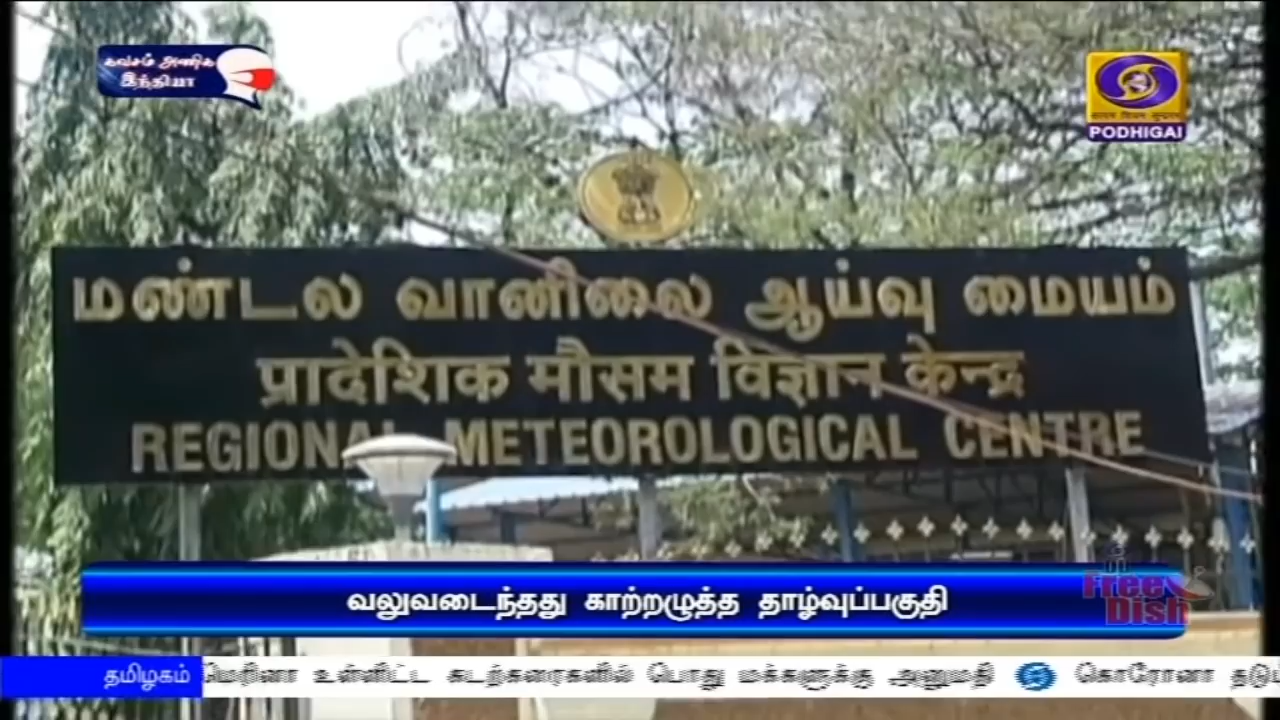 கவசம் அணிக
இந்தியா
PODHIGAI
மண்டல வானிலை ஆய்வு மையம்
प्रादेशिक मौसम विज्ञान केन्द्र
REGIONAL METEOROLOGICAL CENTRE
வலுவடைந்தது காற்றழுத்த தாழ்வுப்பகுதி
Free
Dish
தமிழகம் மெரினா உள்ளிட்ட கடற்கரைகளில் பொது மக்களுக்கு அனுமதி கொரோனா